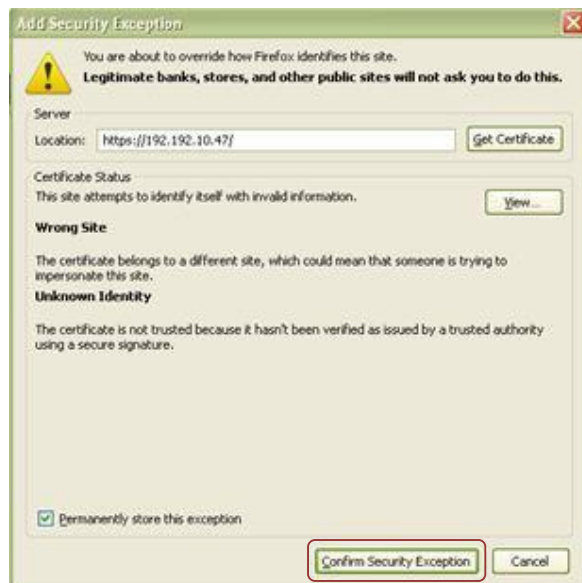 Add Security Exception
You are about to override how Firefox identifies this site.
Legitimate banks, stores, and other public sites will not ask you to do this.
Server
Location: https://192.192.10.47/ Get Certificate
Certificate Status
This site attempts to identify itself with invalid information. View...
Wrong Site
The certificate belongs to a different site, which could mean that someone is trying to
impersonate this site.
Unknown Identity
The certificate is not trusted because it hasn't been verified as issued by a trusted authority
using a secure signature.
Permanently store this exception
Confirm Security Exception Cancel